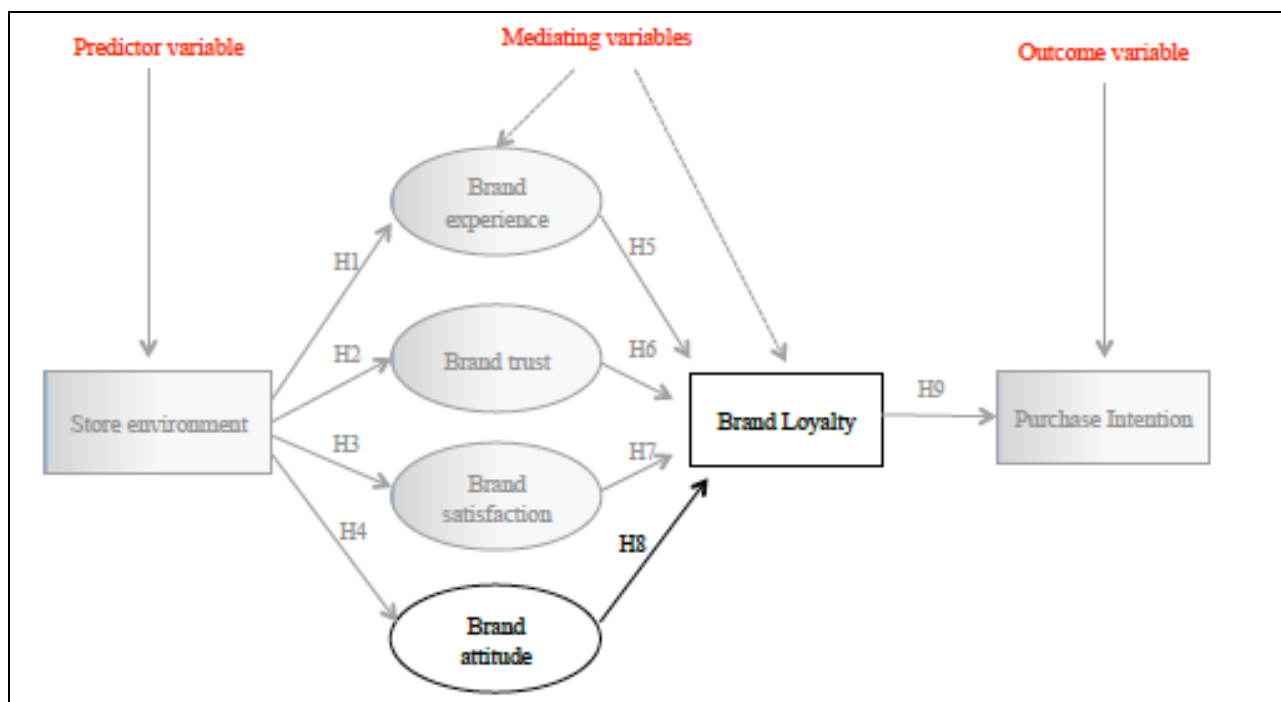 Predictor variable
Mediating variables
Outcome variable
Brand
experience
H1
H5
H2
Brand trust
H6
Store environment
Brand Loyalty
H9
Purchase Intention
H3
H7
Brand
satisfaction
H4
H8
Brand
attitude